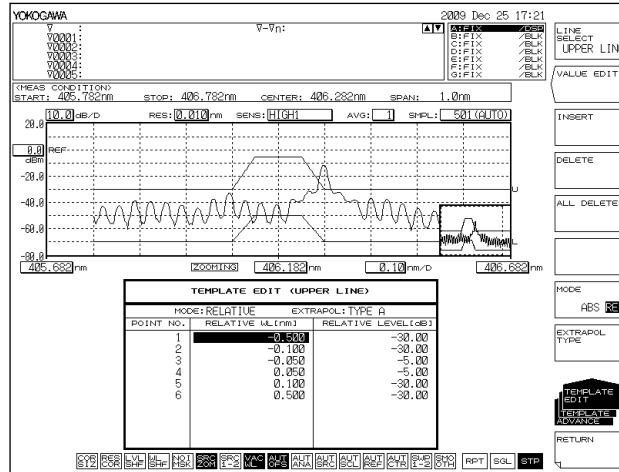 YOKOGAWA
2009 Dec 25 17:21
∇ :
∇0001:
∇0002:
∇0003:
∇0004:
∇0005:
∇-∇n:
A:FIX /DSP
B:FIX /BLK
C:FIX /BLK
D:FIX /BLK
E:FIX /BLK
F:FIX /BLK
G:FIX /BLK
<MEAS CONDITION>
START: 405.782nm STOP: 406.782nm CENTER: 406.282nm SPAN: 1.0nm
10.0 dB/D RES: 0.010 nm SENS: HIGH1 AVG: 1 SMPL: 501(AUTO)
20.0
0.0 REF
dBm
-20.0
U
-40.0
-60.0
L
-80.0
405.682 nm ZOOMING 406.182 nm 0.10 nm/D 406.682 nm
TEMPLATE EDIT (UPPER LINE)
MODE:RELATIVE EXTRAPOL:TYPE A
POINT NO. RELATIVE WL[nm] RELATIVE LEVEL[dB]
1 -0.500 -30.00
2 -0.100 -30.00
3 -0.050 -5.00
4 0.050 -5.00
5 0.100 -30.00
6 0.500 -30.00
COR SIZ RES COR LVL SHF WL SHF NOI MSK SRC ZOM SRC 1-2 VAC WL AUT OFS AUT ANA AUT SRC AUT SCL AUT REF AUT CTR SWP 1-2 SMO OTH RPT SGL STP
LINE
SELECT
UPPER LIN
VALUE EDIT
INSERT
DELETE
ALL DELETE
MODE
ABS RE
EXTRAPOL
TYPE
TEMPLATE
EDIT
TEMPLATE
ADVANCE
RETURN